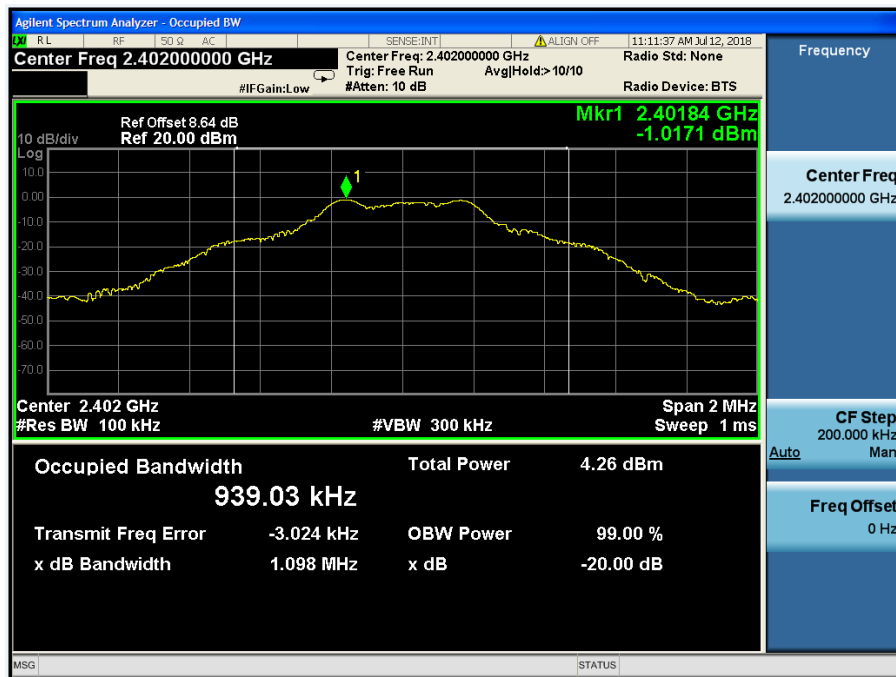 Agilent Spectrum Analyzer - Occupied BW
LXI RL RF 50 Ω AC SENSE:INT ALIGN OFF 11:11:37 AM Jul 12, 2018
Center Freq 2.402000000 GHz
Center Freq: 2.402000000 GHz Radio Std: None
Trig: Free Run Avg|Hold:>10/10
#IFGain:Low #Atten: 10 dB Radio Device: BTS
Frequency
Mkr1 2.40184 GHz
-1.0171 dBm
Ref Offset 8.64 dB
10 dB/div Ref 20.00 dBm
Log
1
10.0
0.00
-10.0
-20.0
-30.0
-40.0
-50.0
-60.0
-70.0
Center 2.402 GHz Span 2 MHz
#Res BW 100 kHz #VBW 300 kHz Sweep 1 ms
Center Freq
2.402000000 GHz
CF Step
200.000 kHz
Auto Man
Freq Offset
0 Hz
Occupied Bandwidth Total Power 4.26 dBm
939.03 kHz
Transmit Freq Error -3.024 kHz OBW Power 99.00 %
x dB Bandwidth 1.098 MHz x dB -20.00 dB
MSG STATUS